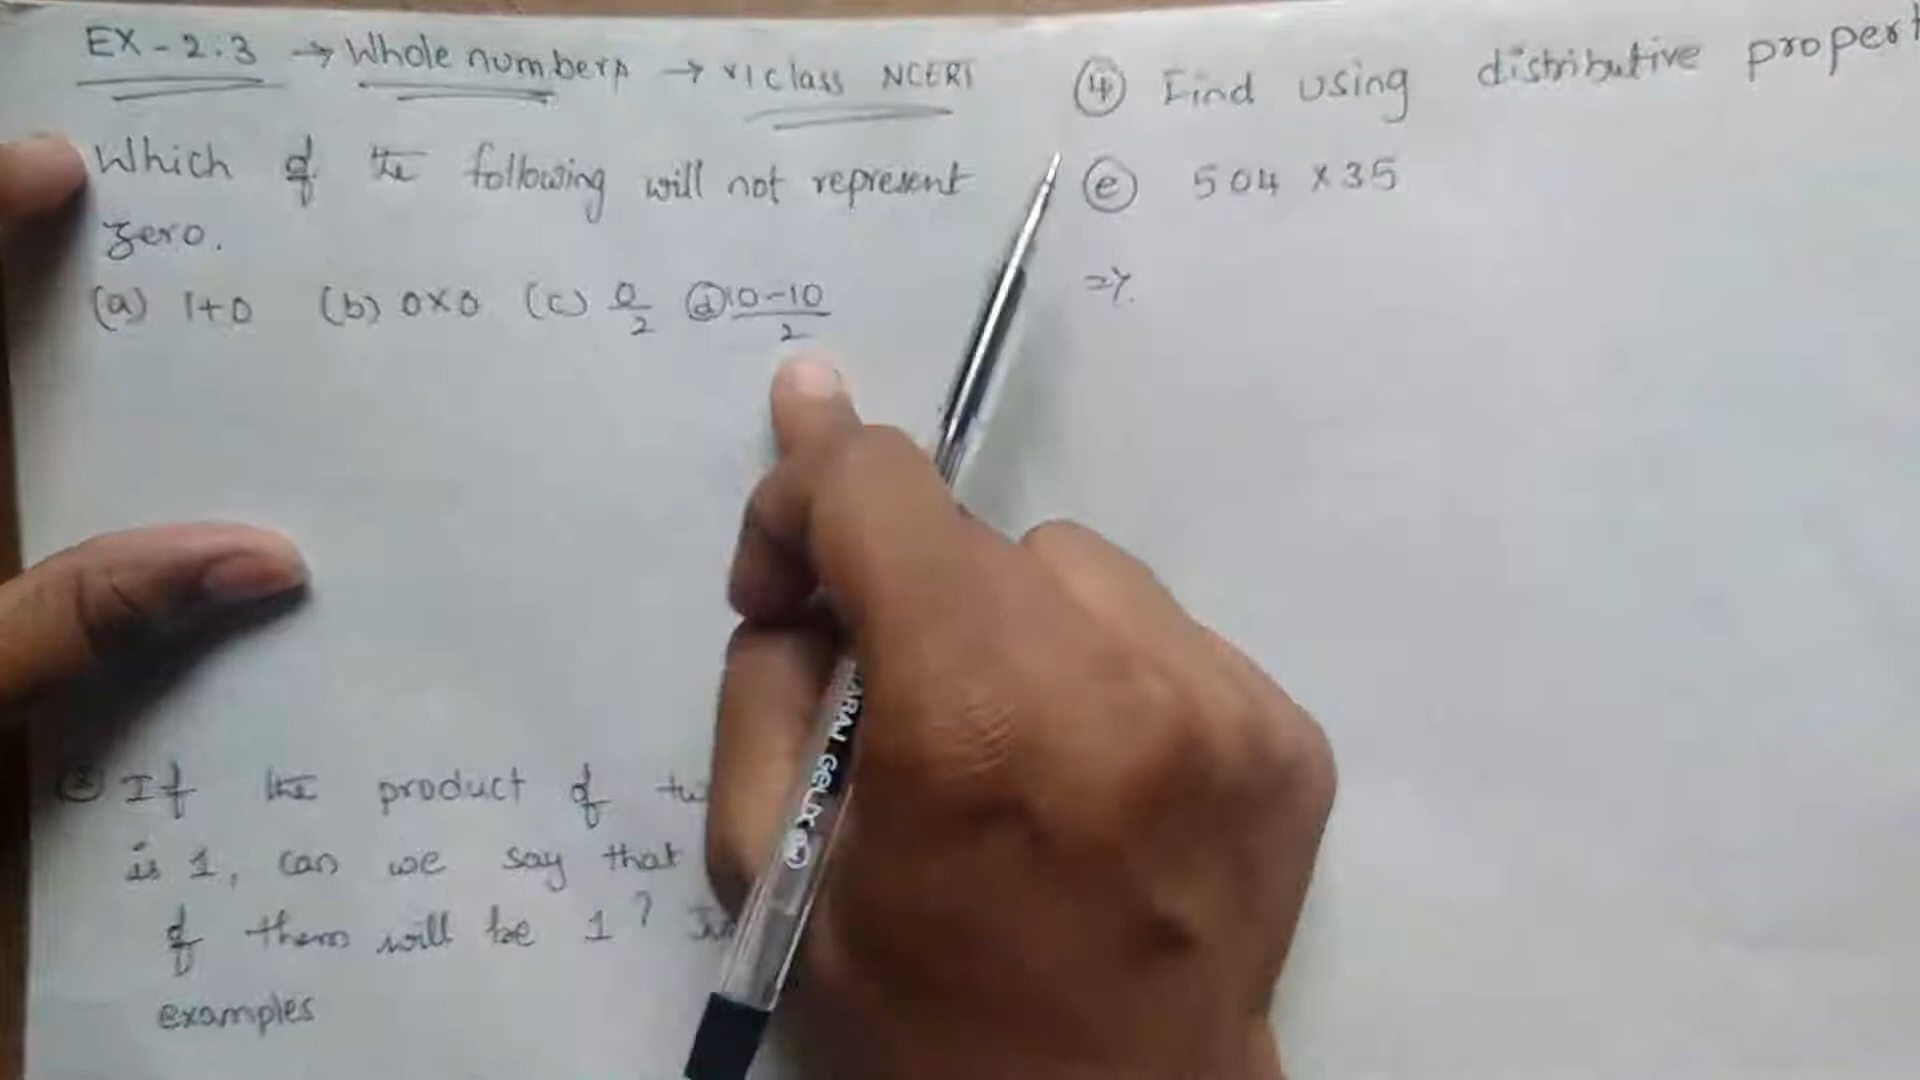 EX-2.3 → Whole numbers → VI class NCERT
Which of the following will not represent
zero.
(a) 1+0 (b) 0×0 (c) 0/2 (d) 10-10/2
If the product of
is 1, can we say that
of them will be 1?
examples
(4) Find using distributive propert
(e) 504 × 35
GELIX